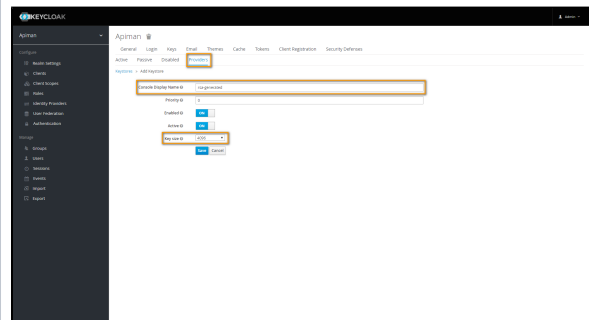 KEYCLOAK
Admin
Apiman
Apiman
General Login Keys Email Themes Cache Tokens Client Registration Security Defenses
Active Passive Disabled Providers
Keystores > Add Keystore
Configure
Realm Settings
Clients
Client Scopes
Roles
Identity Providers
User Federation
Authentication
Manage
Groups
Users
Sessions
Events
Import
Export
Console Display Name
rsa-generated
Priority
0
Enabled ON
Active ON
Key size 4096
Save Cancel